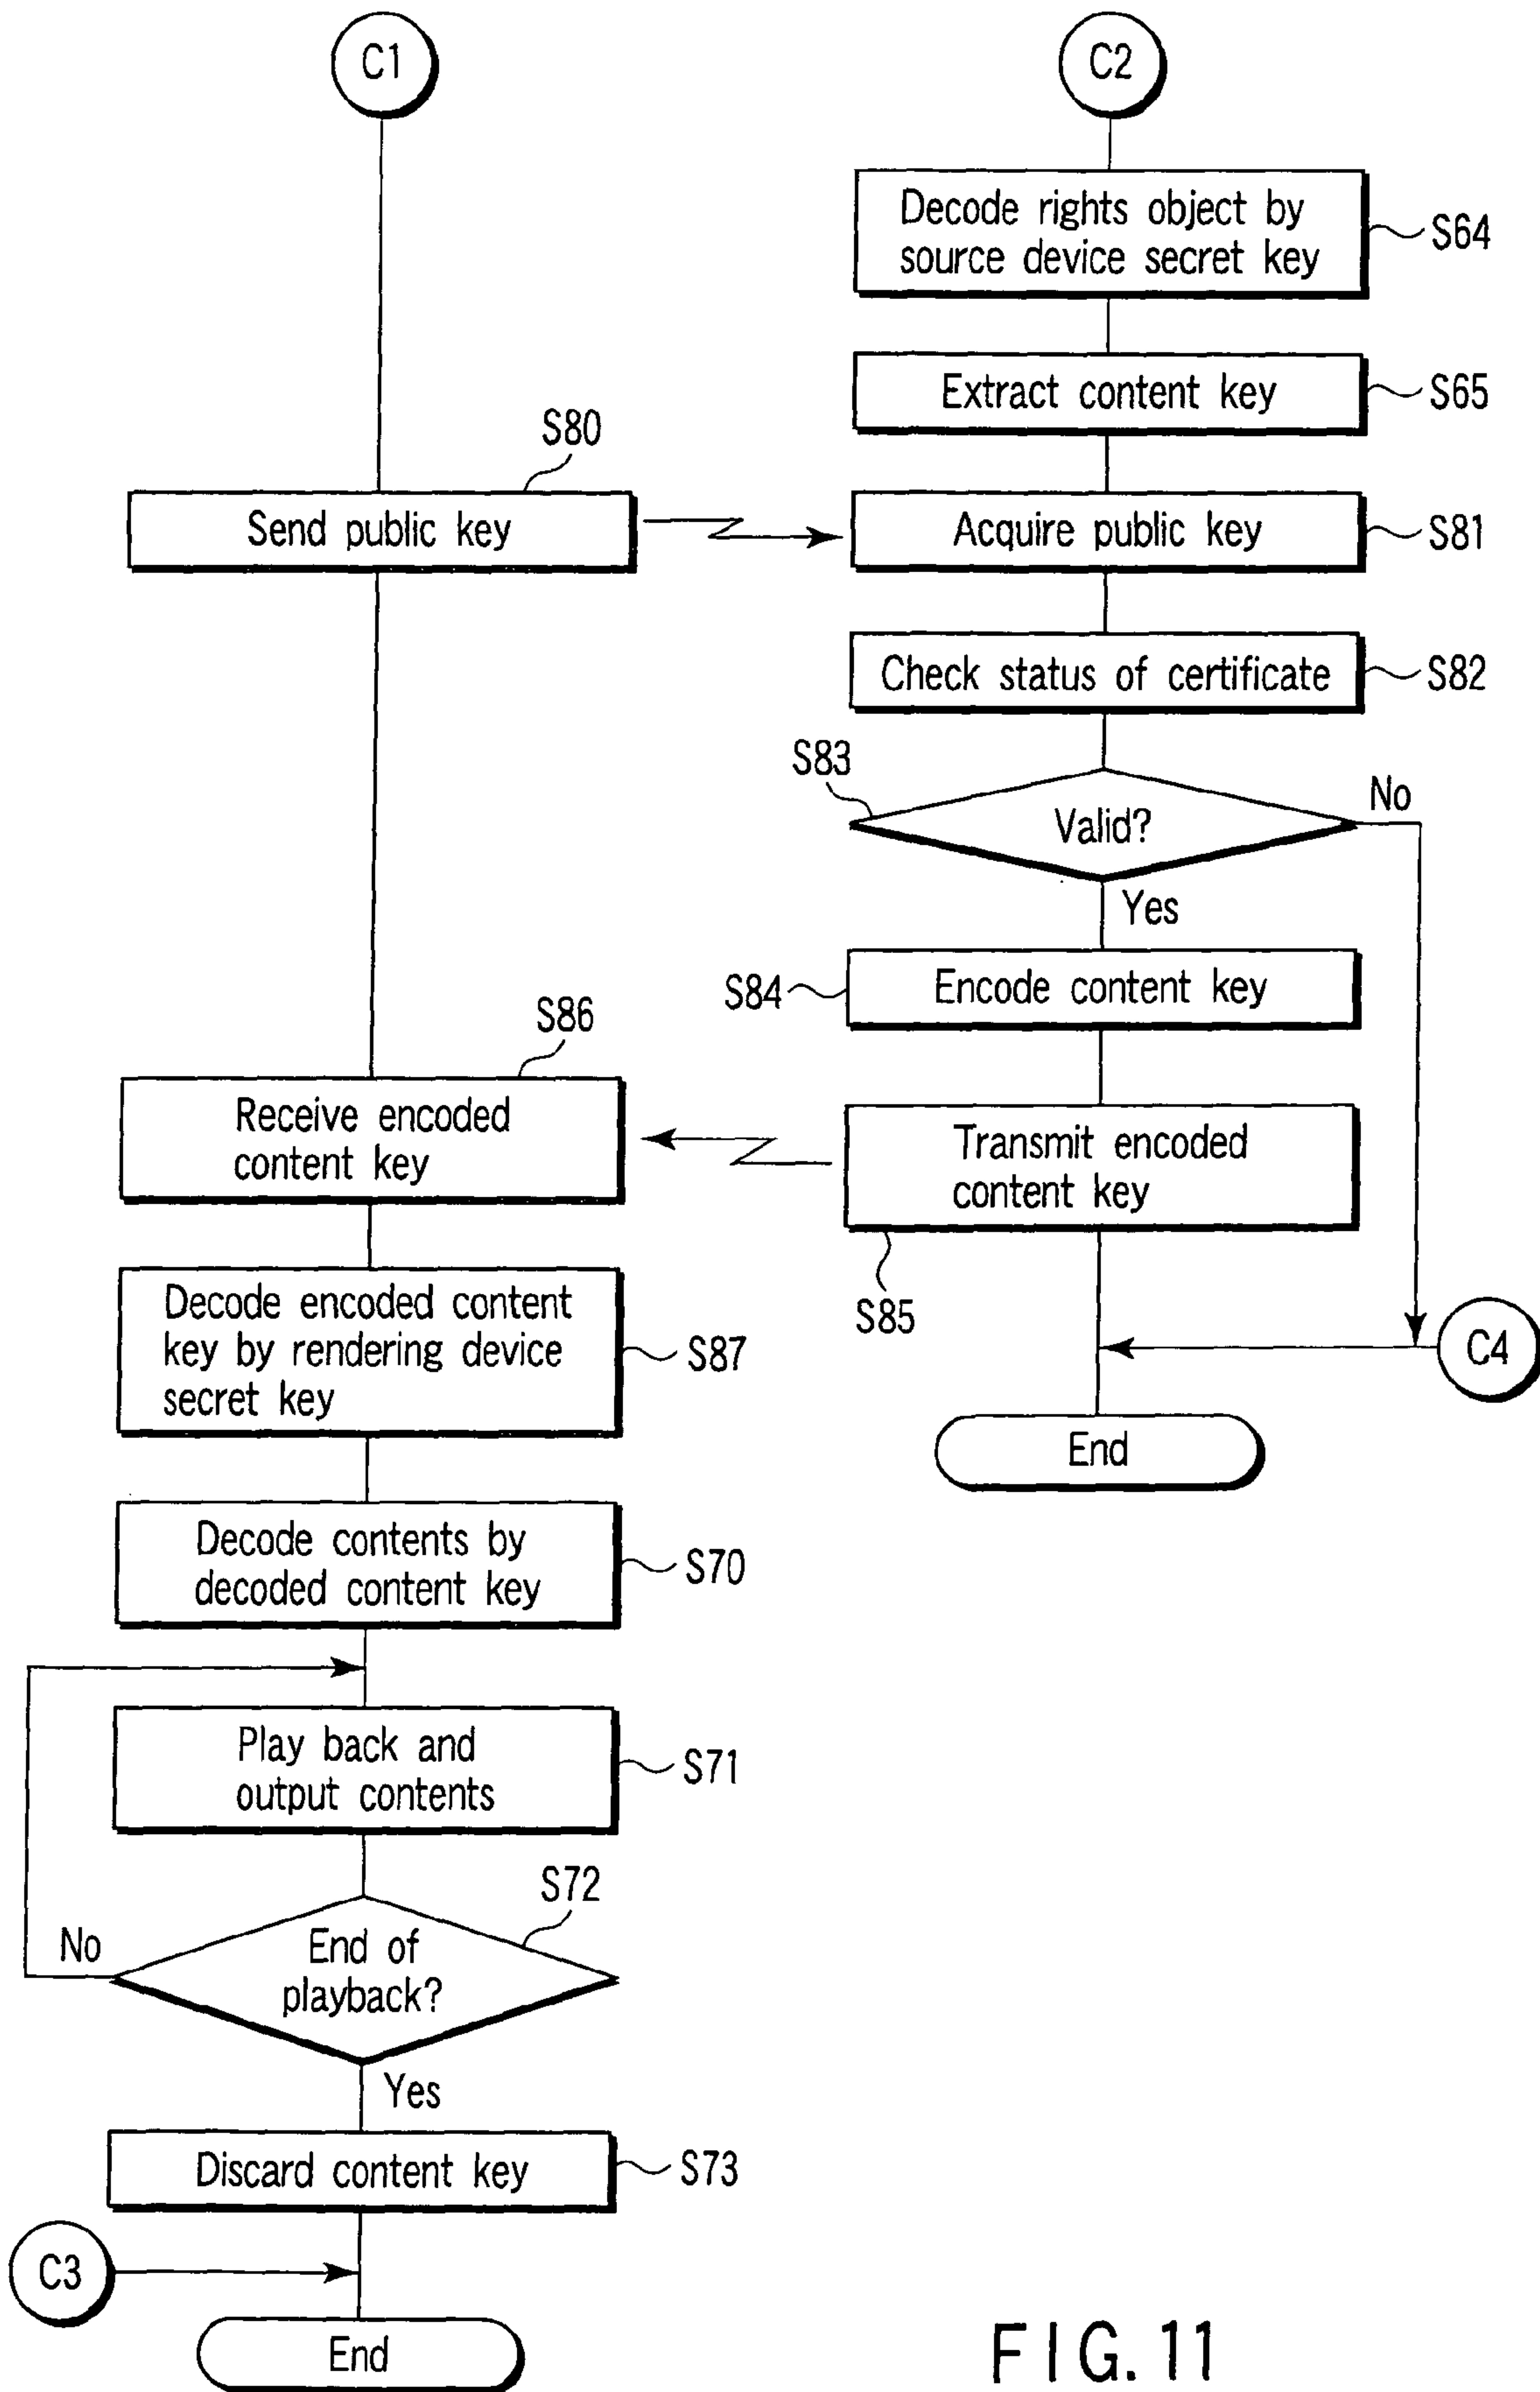 C1
C2
Decode rights object by
source device secret key
S64
Extract content key
S65
S80
Send public key
Acquire public key
S81
Check status of certificate
S82
S83
Valid?
No
Yes
S84
Encode content key
S86
Receive encoded
content key
Transmit encoded
content key
S85
Decode encoded content
key by rendering device
secret key
S87
C4
End
Decode contents by
decoded content key
S70
Play back and
output contents
S71
S72
End of
playback?
No
Yes
Discard content key
S73
C3
End
FIG. 11